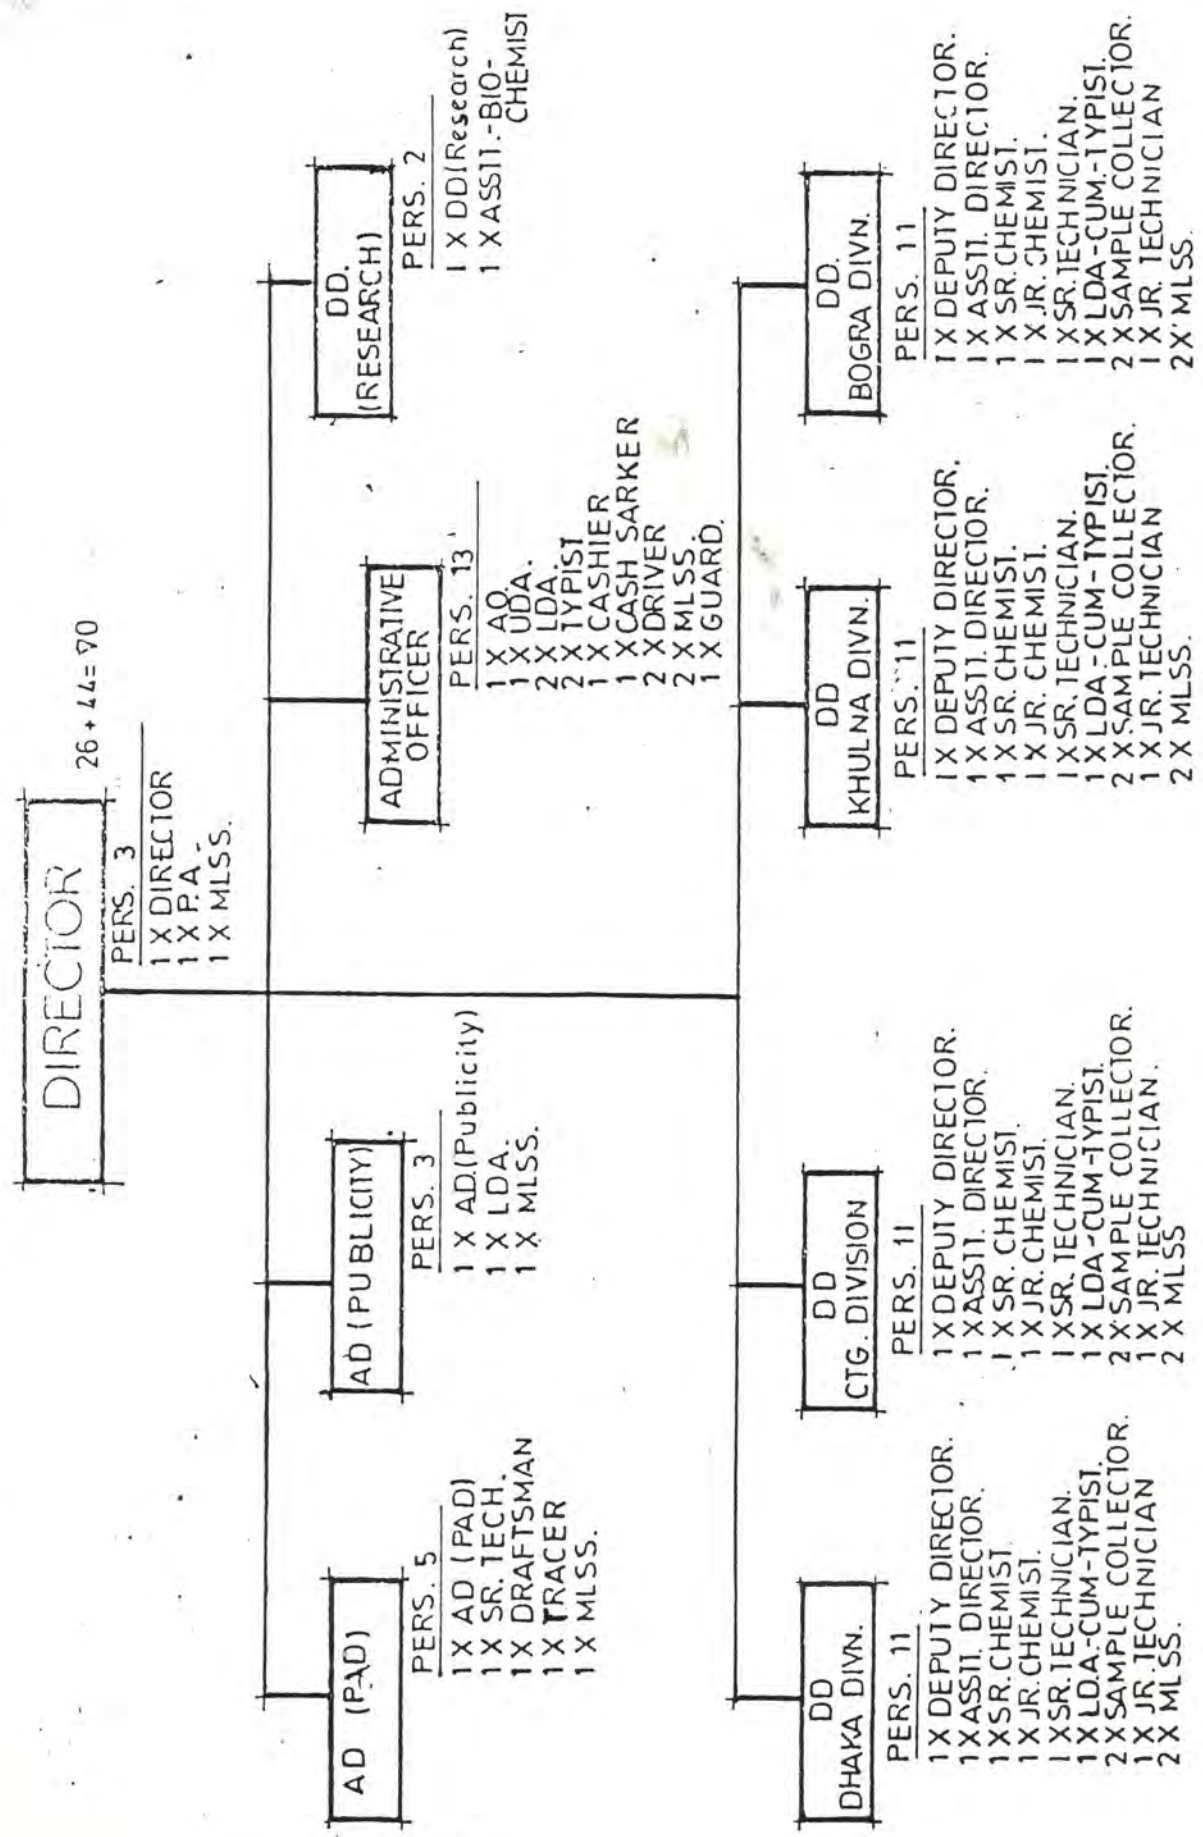 DIRECTOR
26 + 44 = 70
PERS. 3
1 X DIRECTOR
1 X P.A.
1 X MLSS.
AD (PAD)
PERS. 5
1 X AD (PAD)
1 X SR. TECH.
1 X DRAFTSMAN
1 X TRACER
1 X MLSS.
AD (PUBLICITY)
PERS. 3
1 X AD.(Publicity)
1 X LDA.
1 X MLSS.
ADMINISTRATIVE
OFFICER
PERS. 13
1 X AO.
1 X UDA.
2 X LDA.
2 X TYPIST
1 X CASHIER
1 X CASH SARKER
2 X DRIVER
2 X MLSS.
1 X GUARD.
DD.
(RESEARCH)
PERS. 2
1 X DD(Research)
1 X ASSTT.-BIO-
CHEMIST
DD
DHAKA DIVN.
PERS. 11
1 X DEPUTY DIRECTOR.
1 X ASSTT. DIRECTOR.
1 X SR. CHEMIST.
1 X JR. CHEMIST.
1 X SR. TECHNICIAN.
1 X LDA.-CUM-TYPIST.
2 X SAMPLE COLLECTOR.
1 X JR. TECHNICIAN
2 X MLSS.
DD
CTG. DIVISION
PERS. 11
1 X DEPUTY DIRECTOR.
1 X ASSTT. DIRECTOR.
1 X SR. CHEMIST.
1 X JR. CHEMIST.
1 X SR. TECHNICIAN.
1 X LDA-CUM-TYPIST.
2 X SAMPLE COLLECTOR.
1 X JR. TECHNICIAN.
2 X MLSS
DD
KHULNA DIVN.
PERS. 11
1 X DEPUTY DIRECTOR.
1 X ASSTT. DIRECTOR.
1 X SR. CHEMIST.
1 X JR. CHEMIST.
1 X SR. TECHNICIAN.
1 X LDA.-CUM-TYPIST.
2 X SAMPLE COLLECTOR.
1 X JR. TECHNICIAN
2 X MLSS.
DD.
BOGRA DIVN.
PERS. 11
1 X DEPUTY DIRECTOR.
1 X ASSTT. DIRECTOR.
1 X SR. CHEMIST.
1 X JR. CHEMIST.
1 X SR. TECHNICIAN.
1 X LDA-CUM.-TYPIST.
2 X SAMPLE COLLECTOR.
1 X JR. TECHNICIAN
2 X MLSS.